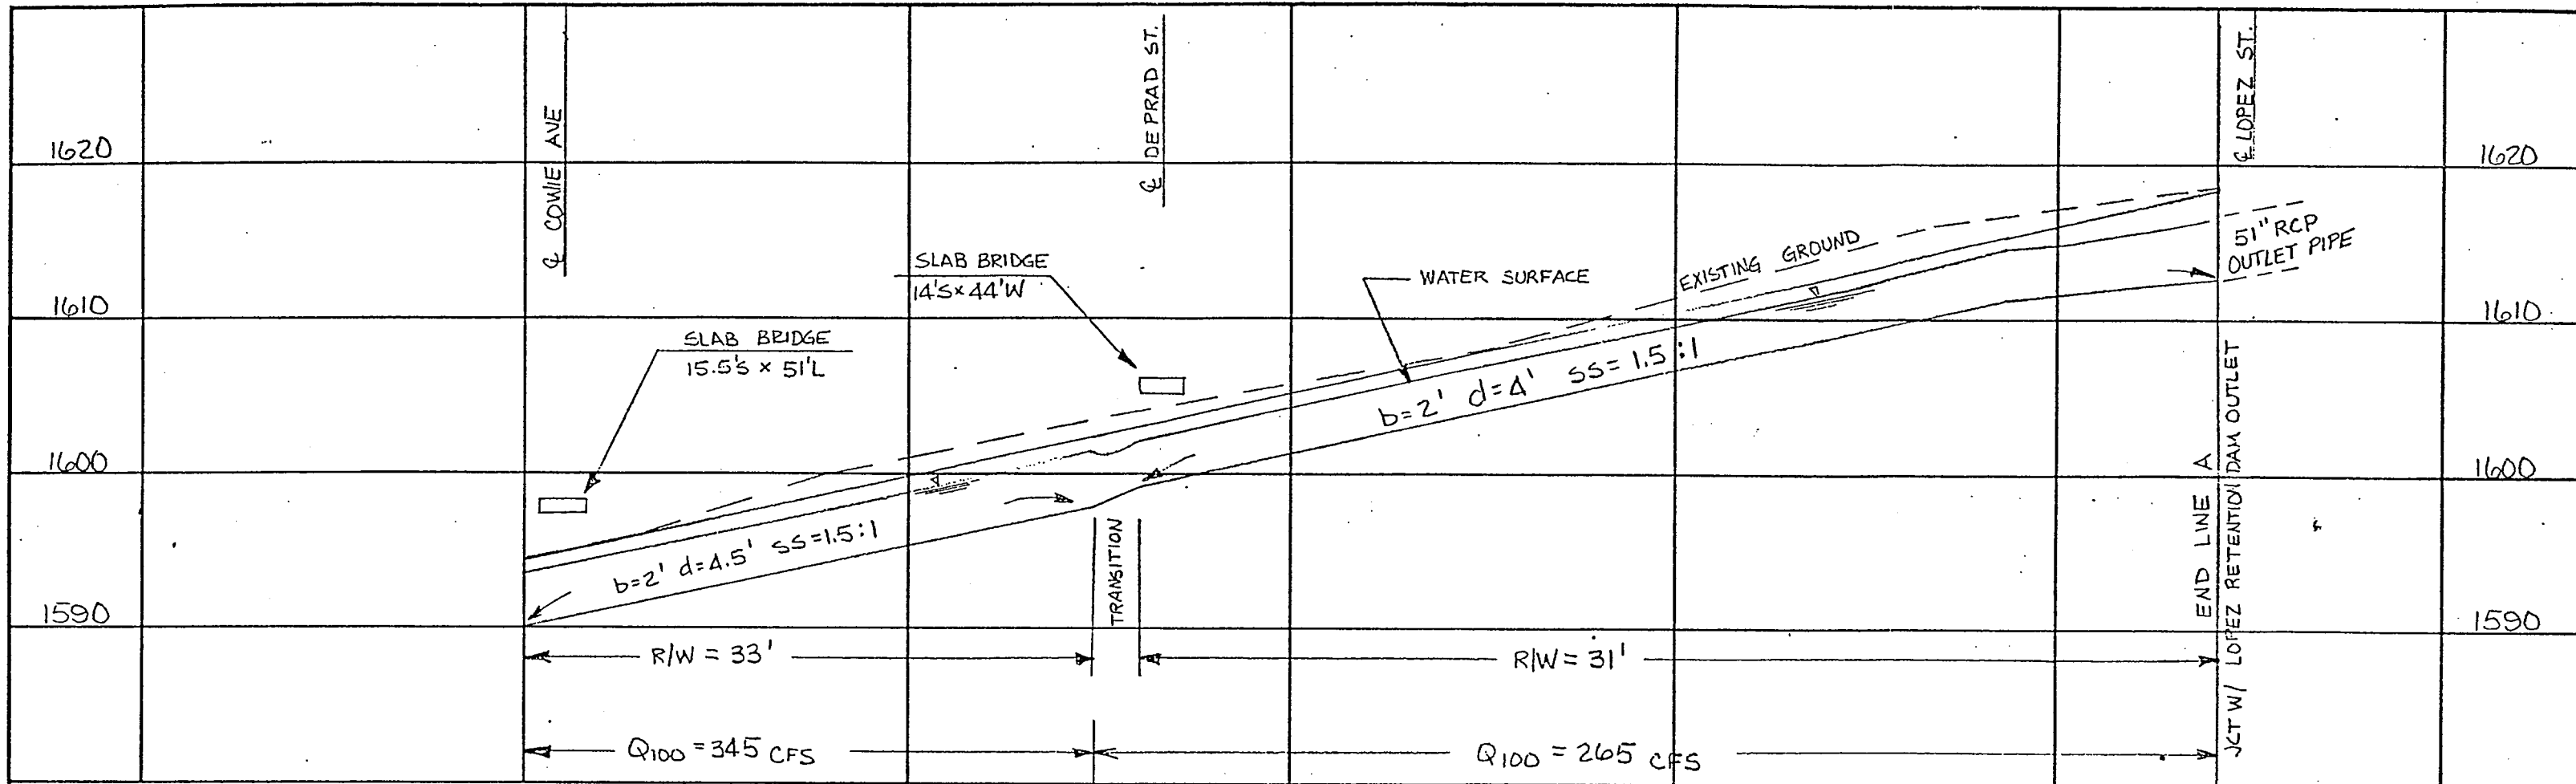 ℄ COWIE AVE
℄ DE PRAD ST.
℄ LOPEZ ST.
1620
1620
SLAB BRIDGE
14'S×44'W
WATER SURFACE
EXISTING GROUND
51" RCP
OUTLET PIPE
1610
1610
SLAB BRIDGE
15.5'S × 51'L
b=2' d=4' SS=1.5:1
1600
1600
b=2' d=4.5' SS=1.5:1
TRANSITION
END LINE A
JCT W/ LOPEZ RETENTION DAM OUTLET
1590
1590
R/W = 33'
R/W = 31'
Q100 = 345 CFS
Q100 = 265 CFS